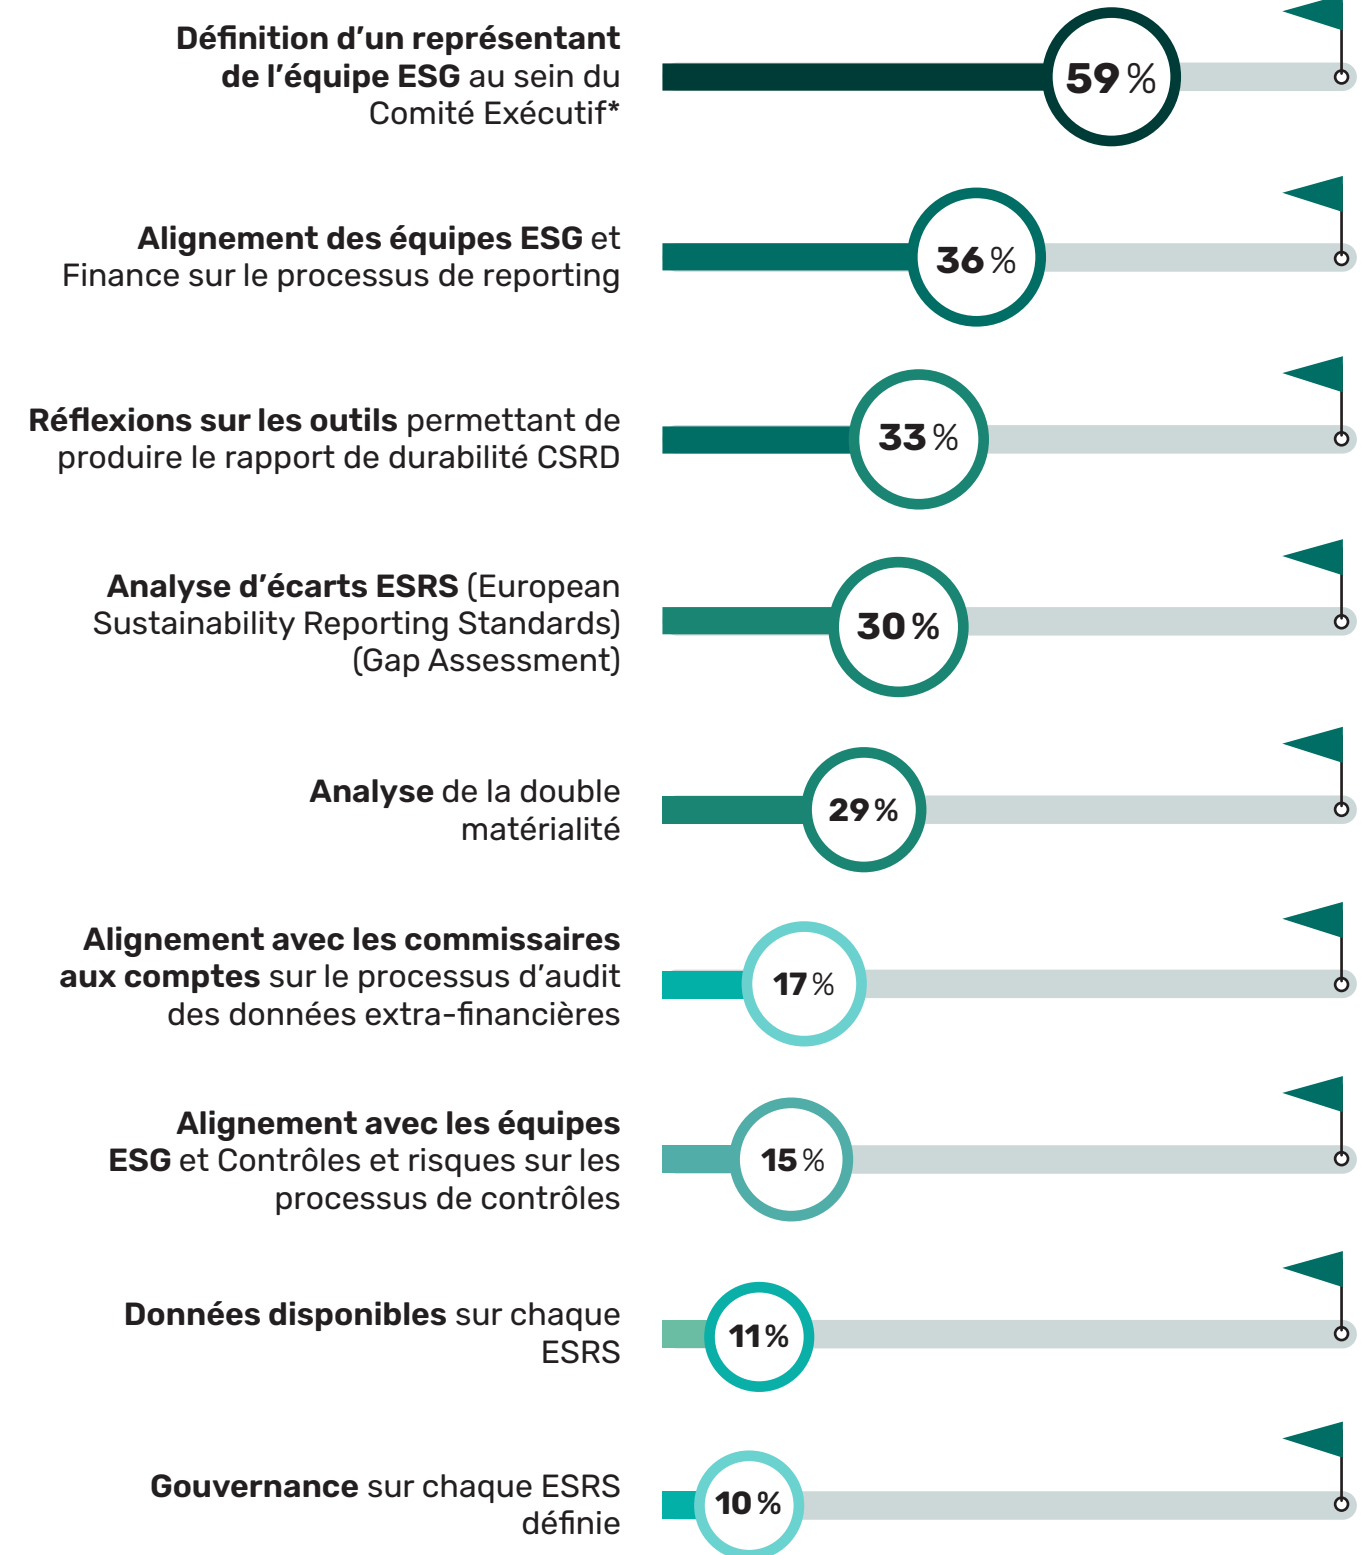 Définition d’un représentant
de l’équipe ESG au sein du
Comité Exécutif*
59 %
Alignement des équipes ESG et
Finance sur le processus de reporting
36 %
Réflexions sur les outils permettant de
produire le rapport de durabilité CSRD
33 %
Analyse d’écarts ESRS (European
Sustainability Reporting Standards)
(Gap Assessment)
30 %
Analyse de la double
matérialité
29 %
Alignement avec les commissaires
aux comptes sur le processus d’audit
des données extra-financières
17 %
Alignement avec les équipes
ESG et Contrôles et risques sur les
processus de contrôles
15 %
Données disponibles sur chaque
ESRS
11 %
Gouvernance sur chaque ESRS
définie
10 %